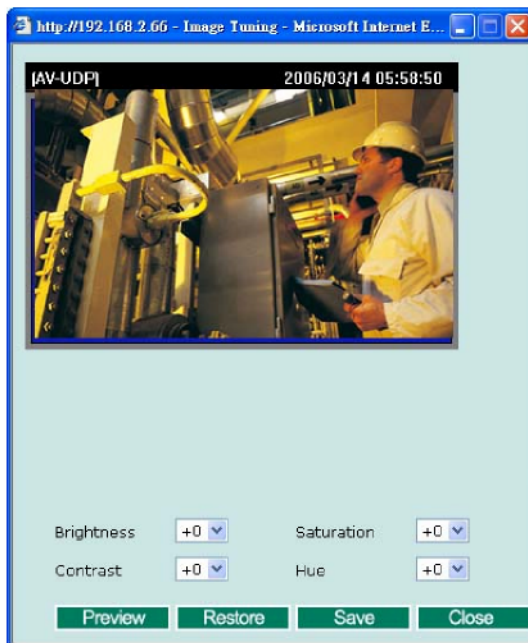 http://192.168.2.66 - Image Tuning - Microsoft Internet E...
(AV-UDP) 2006/03/14 05:58:50
Brightness +0 Saturation +0
Contrast +0 Hue +0
Preview Restore Save Close